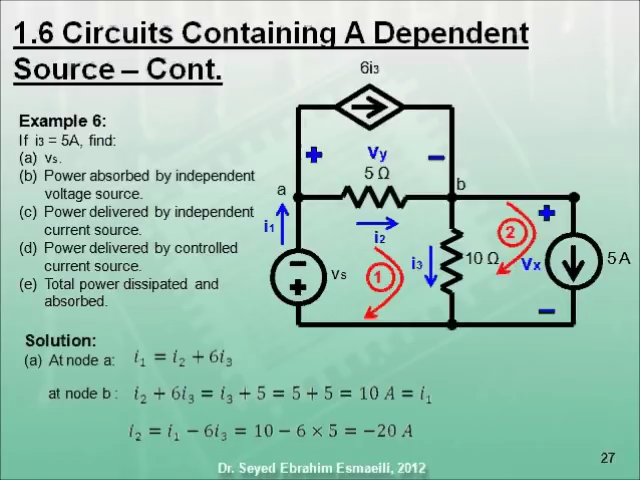 1.6 Circuits Containing A Dependent
Source – Cont.
Example 6:
If i3 = 5A, find:
(a) vs.
(b) Power absorbed by independent
voltage source.
(c) Power delivered by independent
current source.
(d) Power delivered by controlled
current source.
(e) Total power dissipated and
absorbed.
6i3
+ Vy −
5 Ω
a
b
i1
i2
i3
− +
vs
1
10 Ω
2
+
Vx
−
5 A
Solution:
(a) At node a: i₁ = i₂ + 6i₃
at node b : i₂ + 6i₃ = i₃ + 5 = 5 + 5 = 10 A = i₁
i₂ = i₁ − 6i₃ = 10 − 6 × 5 = −20 A
27
Dr. Seyed Ebrahim Esmaeili, 2012